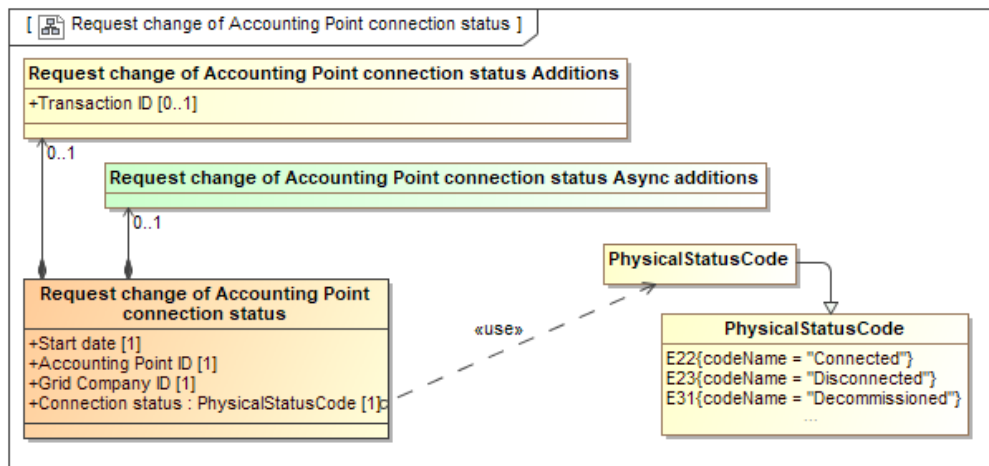 [ Request change of Accounting Point connection status ]
Request change of Accounting Point connection status Additions
+Transaction ID [0..1]
0..1
Request change of Accounting Point connection status Async additions
0..1
Request change of Accounting Point
connection status
+Start date [1]
+Accounting Point ID [1]
+Grid Company ID [1]
+Connection status : PhysicalStatusCode [1]
«use»
PhysicalStatusCode
PhysicalStatusCode
E22{codeName = "Connected"}
E23{codeName = "Disconnected"}
E31{codeName = "Decommissioned"}
...